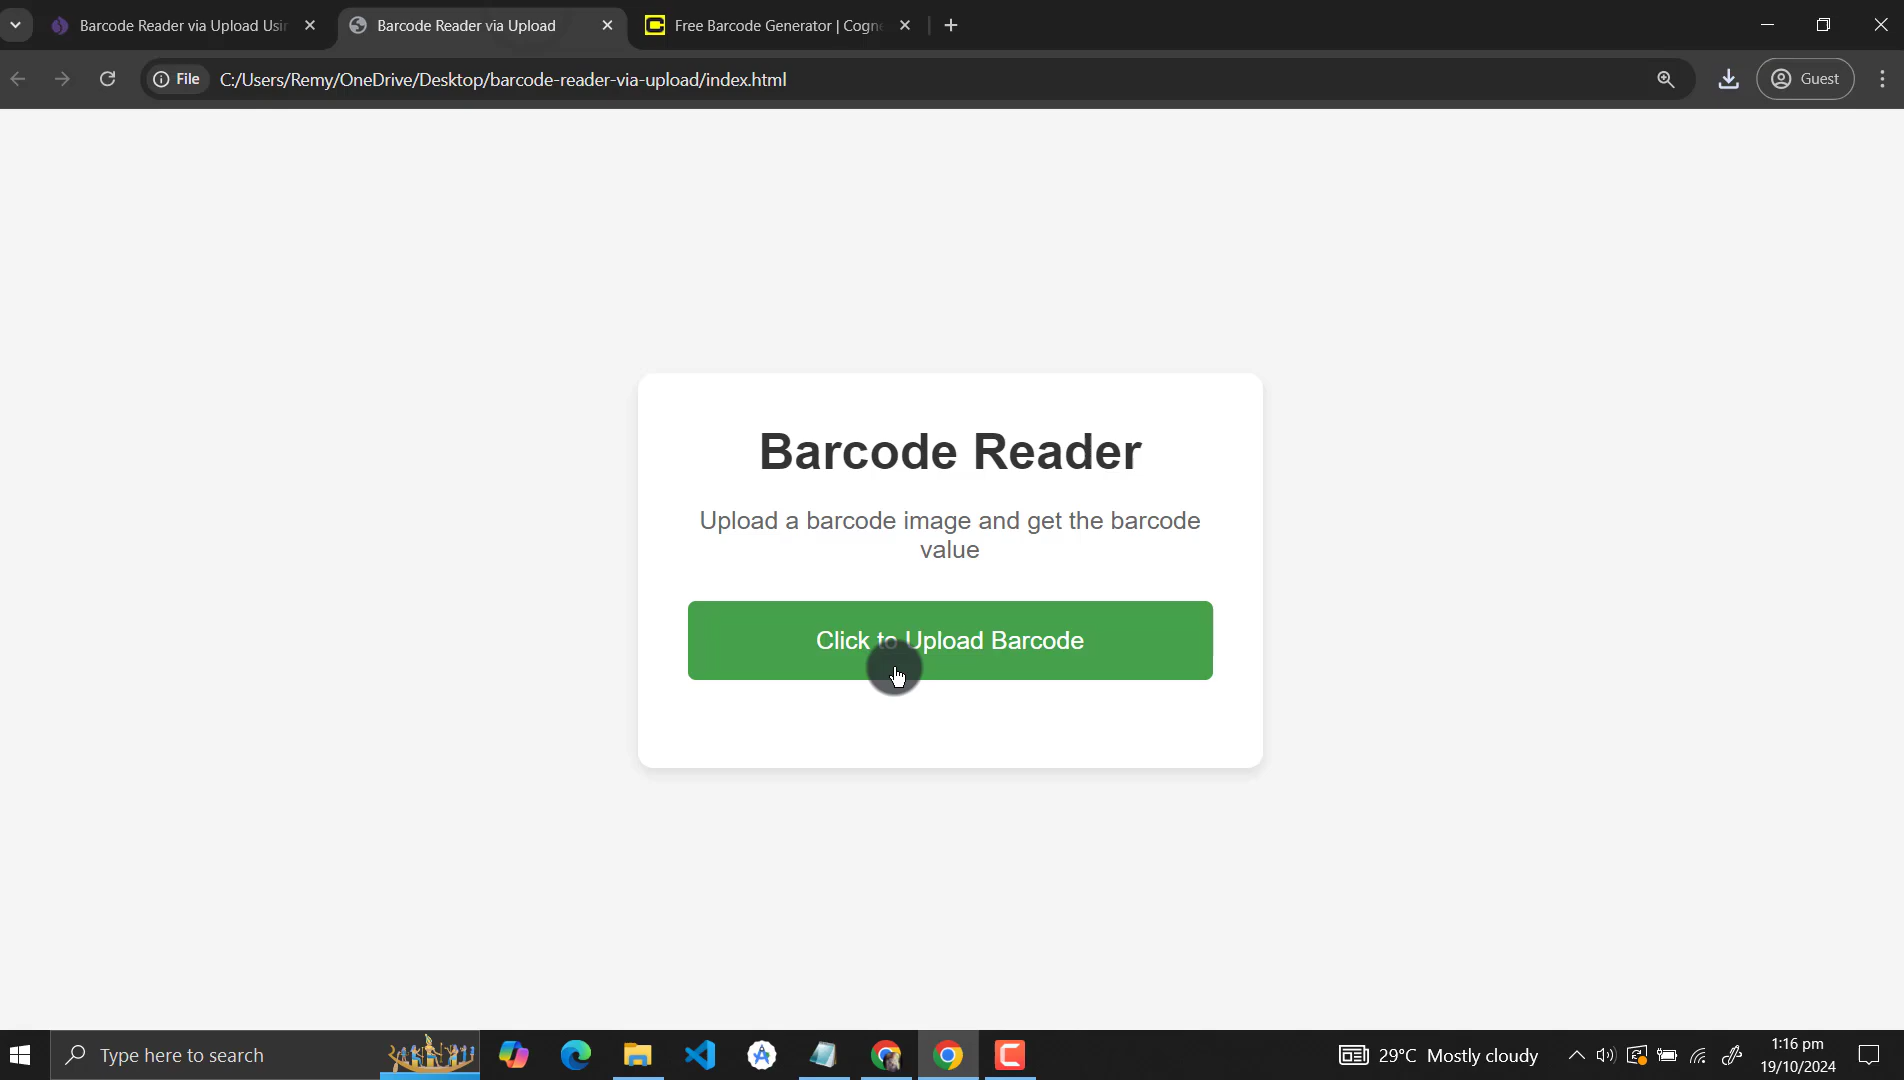 Barcode Reader via Upload Usin
Barcode Reader via Upload
Free Barcode Generator | Cogn
File
C:/Users/Remy/OneDrive/Desktop/barcode-reader-via-upload/index.html
Guest
Barcode Reader
Upload a barcode image and get the barcode
value
Click to Upload Barcode
Type here to search
29°C Mostly cloudy
1:16 pm
19/10/2024